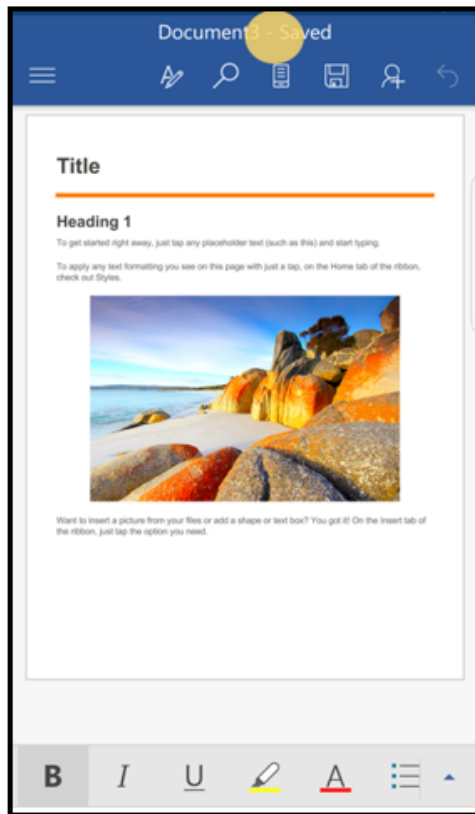 Document3 - Saved
Title
Heading 1
To get started right away, just tap any placeholder text (such as this) and start typing.
To apply any text formatting you see on this page with just a tap, on the Home tab of the ribbon,
check out Styles.
Want to insert a picture from your files or add a shape or text box? You got it! On the Insert tab of
the ribbon, just tap the option you need.
B I U A